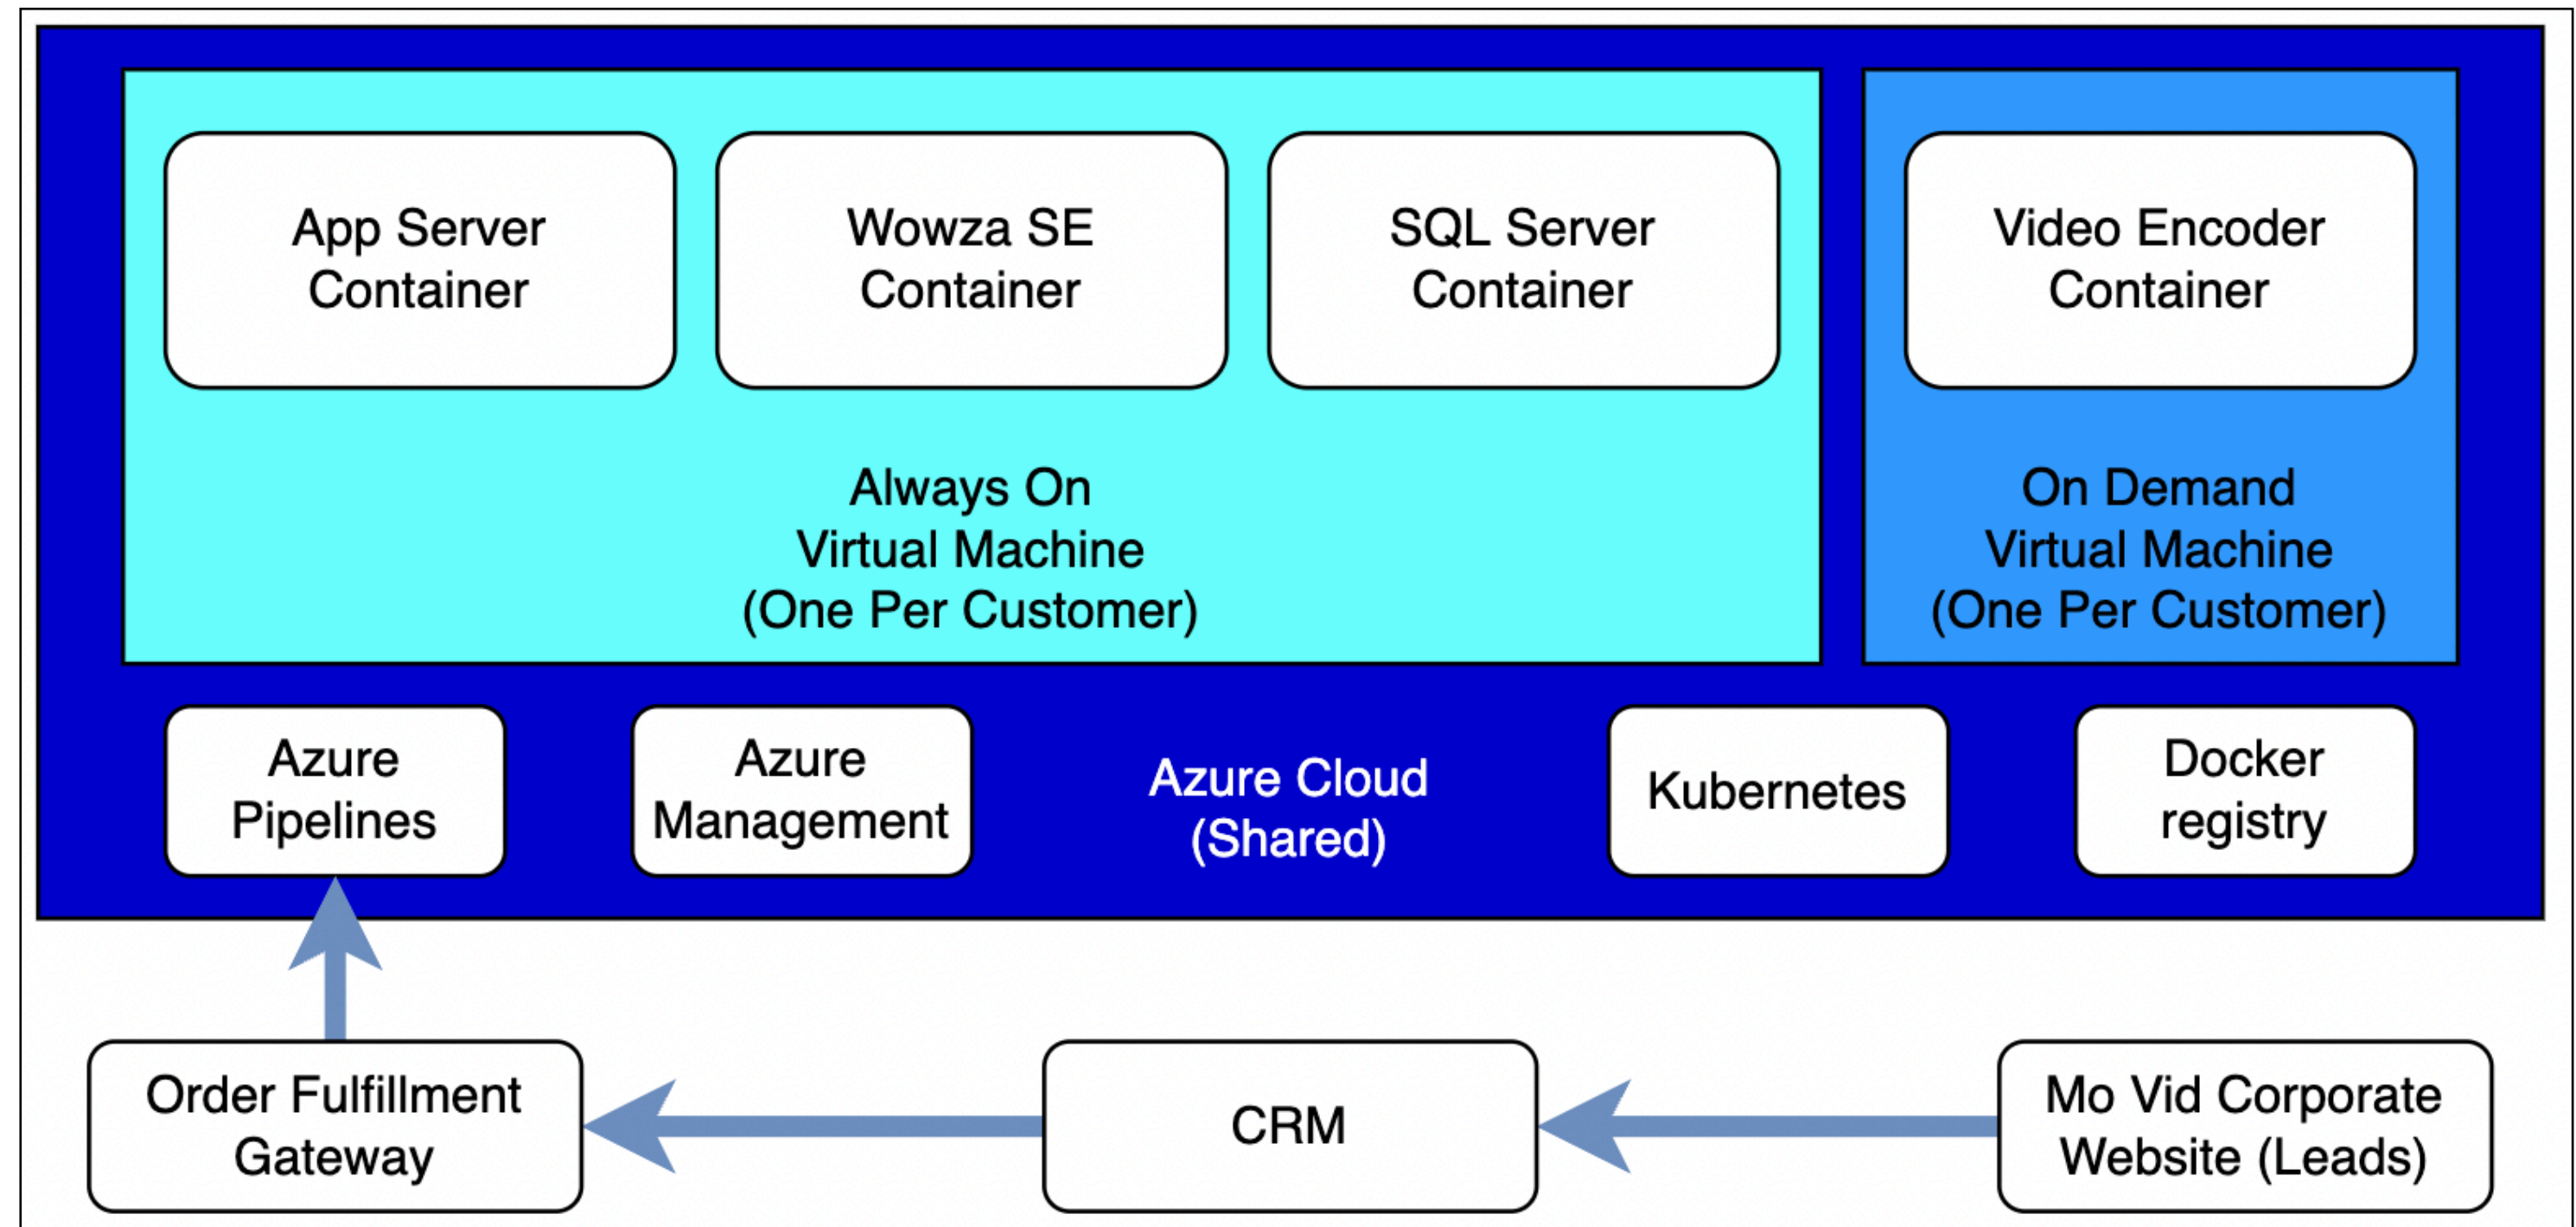 App Server
Container
Wowza SE
Container
SQL Server
Container
Video Encoder
Container
Always On
Virtual Machine
(One Per Customer)
On Demand
Virtual Machine
(One Per Customer)
Azure
Pipelines
Azure
Management
Azure Cloud
(Shared)
Kubernetes
Docker
registry
Order Fulfillment
Gateway
CRM
Mo Vid Corporate
Website (Leads)